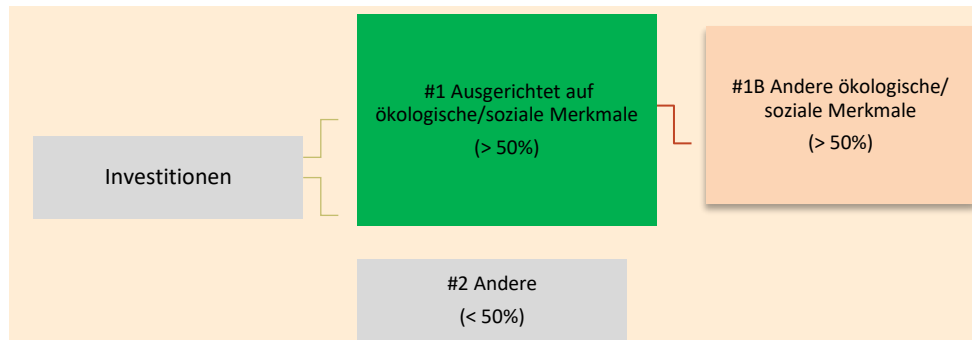 Investitionen
#1 Ausgerichtet auf
ökologische/soziale Merkmale
(> 50%)
#1B Andere ökologische/
soziale Merkmale
(> 50%)
#2 Andere
(< 50%)